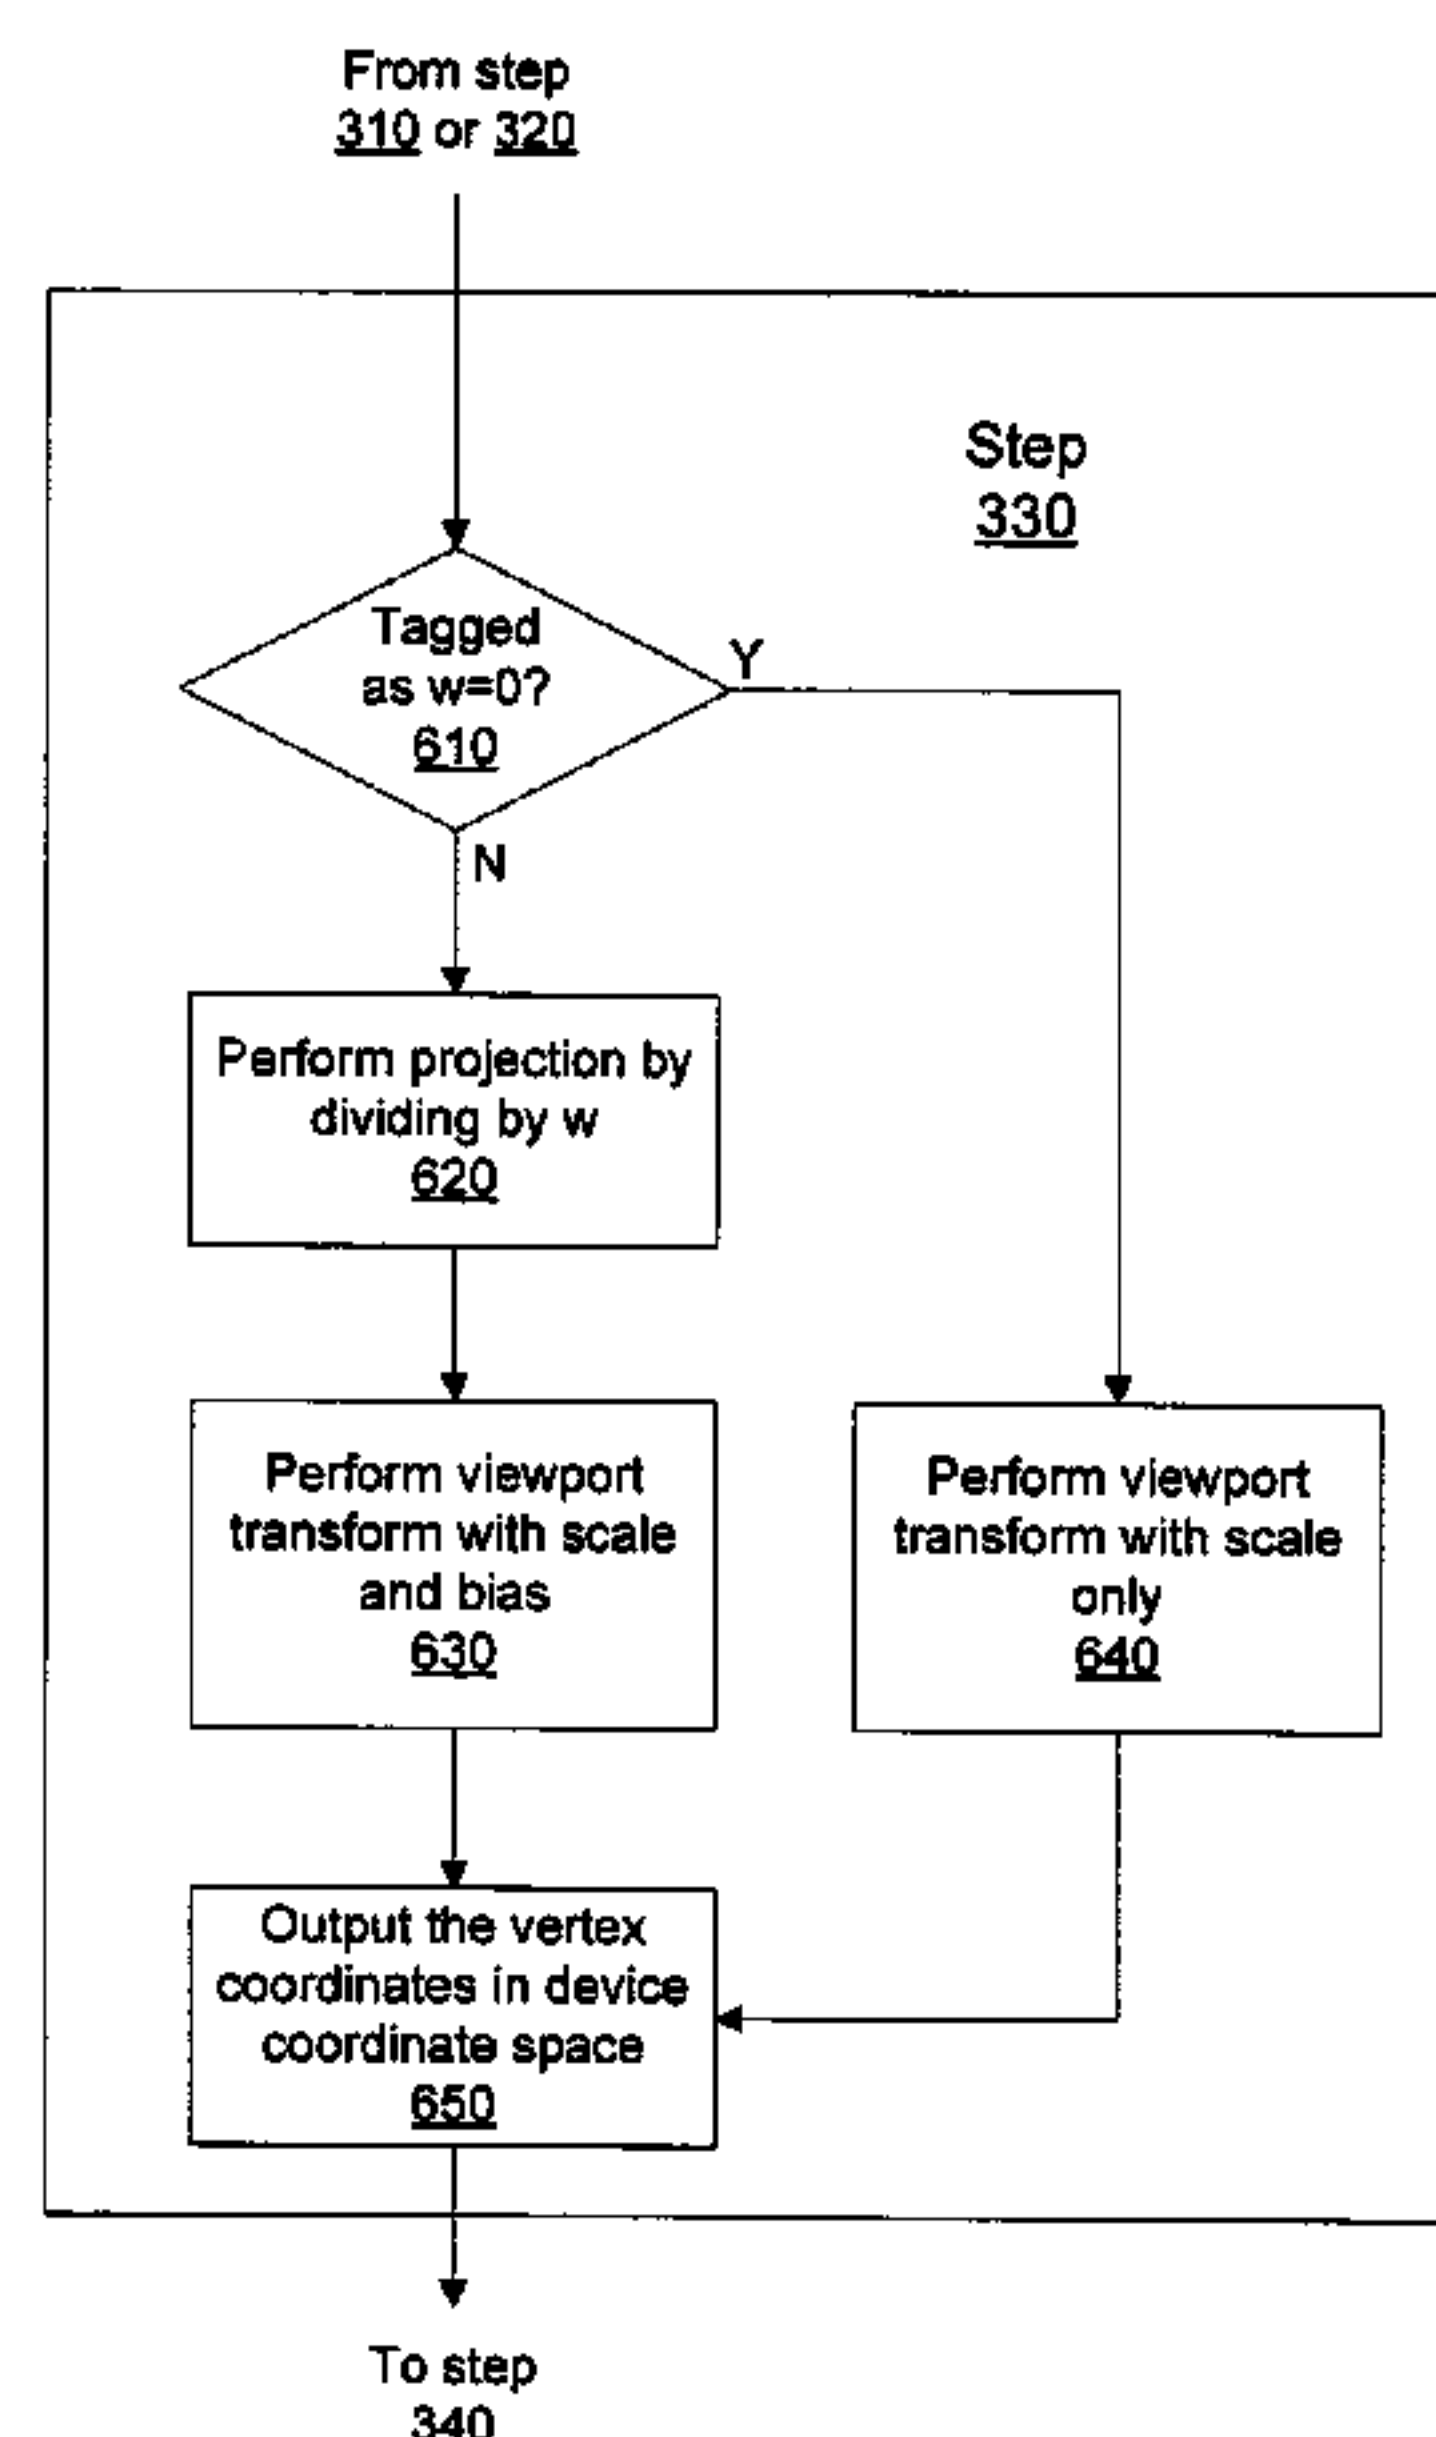 From step
310 or 320
Step
330
Tagged
as w=0?
610
Y
N
Perform projection by
dividing by w
620
Perform viewport
transform with scale
and bias
630
Perform viewport
transform with scale
only
640
Output the vertex
coordinates in device
coordinate space
650
To step
340